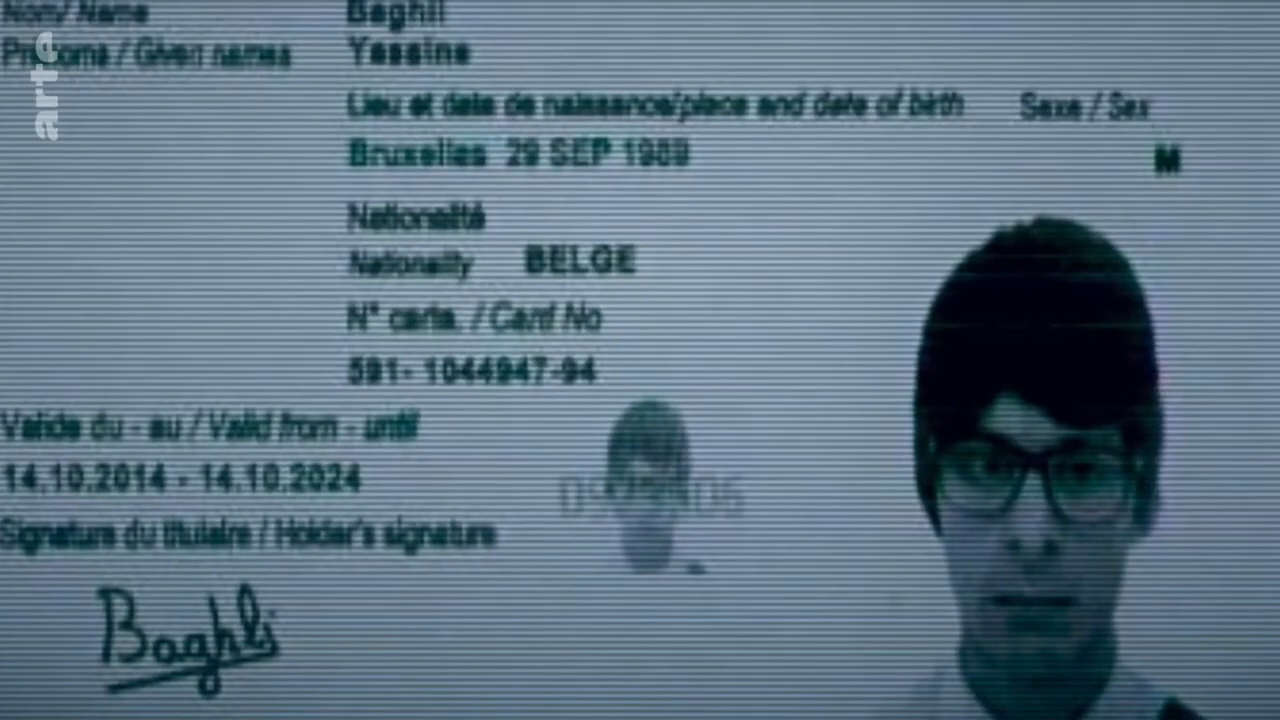 arte
Nom/ Name Baghli
Prénoms / Given names Yassine
Lieu et date de naissance/place and date of birth Sexe / Sex
Bruxelles 29 SEP 1989 M
Nationalité
Nationality BELGE
N° carte. / Card No
591- 1044947-94
Valide du - au / Valid from - until
14.10.2014 - 14.10.2024
Signature du titulaire / Holder's signature
Baghli